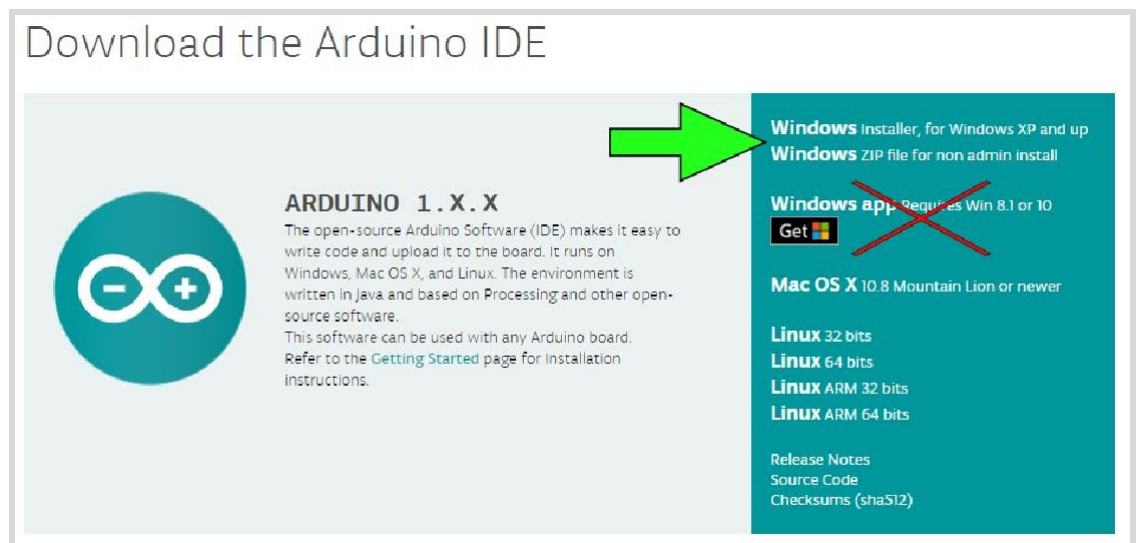 Download the Arduino IDE
ARDUINO 1.X.X
The open-source Arduino Software (IDE) makes it easy to
write code and upload it to the board. It runs on
Windows, Mac OS X, and Linux. The environment is
written in Java and based on Processing and other open-
source software.
This software can be used with any Arduino board.
Refer to the Getting Started page for Installation
instructions.
Windows Installer, for Windows XP and up
Windows ZIP file for non admin install
Windows app Requires Win 8.1 or 10
Get
Mac OS X 10.8 Mountain Lion or newer
Linux 32 bits
Linux 64 bits
Linux ARM 32 bits
Linux ARM 64 bits
Release Notes
Source Code
Checksums (sha512)